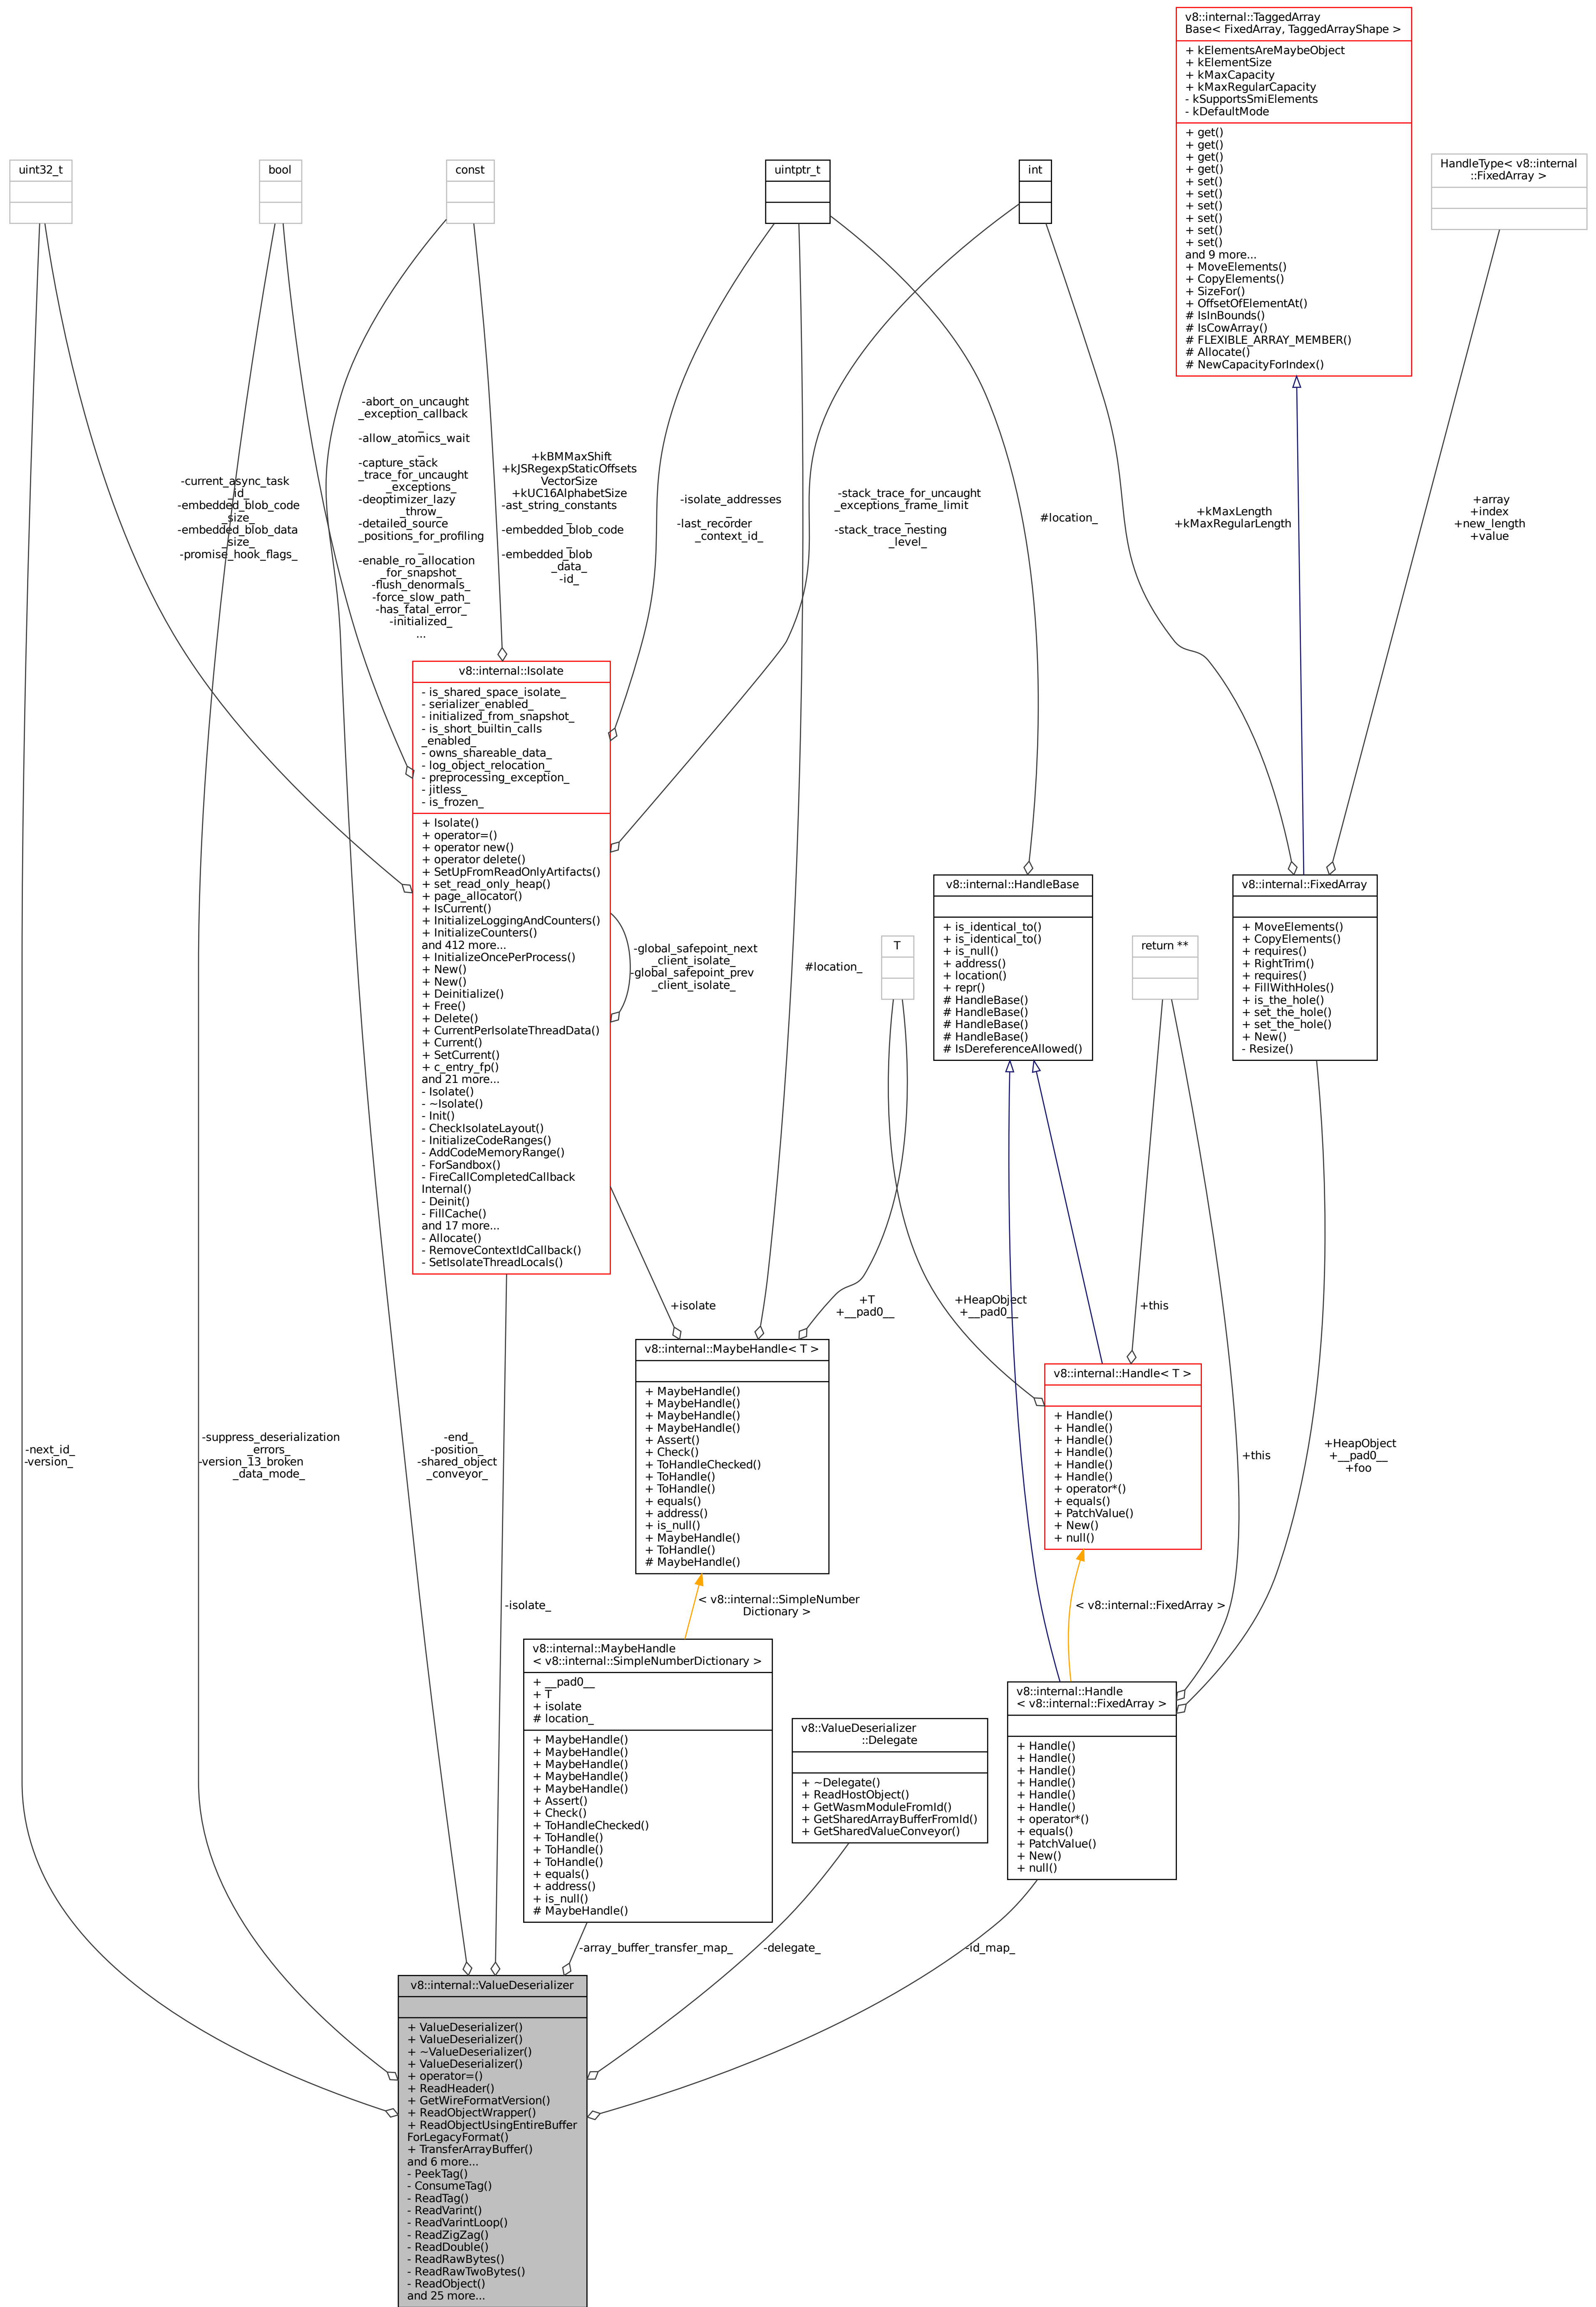 v8::internal::TaggedArray
Base< FixedArray, TaggedArrayShape >
+ kElementsAreMaybeObject
+ kElementSize
+ kMaxCapacity
+ kMaxRegularCapacity
- kSupportsSmiElements
- kDefaultMode
+ get()
+ get()
+ get()
+ get()
+ set()
+ set()
+ set()
+ set()
+ set()
+ set()
and 9 more...
+ MoveElements()
+ CopyElements()
+ SizeFor()
+ OffsetOfElementAt()
# IsInBounds()
# IsCowArray()
# FLEXIBLE_ARRAY_MEMBER()
# Allocate()
# NewCapacityForIndex()
uint32_t
bool
const
uintptr_t
int
HandleType< v8::internal
::FixedArray >
-current_async_task
_id_
-embedded_blob_code
_size_
-embedded_blob_data
_size_
-promise_hook_flags_
-abort_on_uncaught
_exception_callback
_
-allow_atomics_wait
_
-capture_stack
_trace_for_uncaught
_exceptions_
-deoptimizer_lazy
_throw_
-detailed_source
_positions_for_profiling
_
-enable_ro_allocation
_for_snapshot_
-flush_denormals_
-force_slow_path_
-has_fatal_error_
-initialized_
...
+kBMMaxShift
+kJSRegexpStaticOffsets
VectorSize
+kUC16AlphabetSize
-ast_string_constants
_
-embedded_blob_code
_
-embedded_blob
_data_
-id_
-isolate_addresses
_
-last_recorder
_context_id_
-stack_trace_for_uncaught
_exceptions_frame_limit
_
-stack_trace_nesting
_level_
#location_
+kMaxLength
+kMaxRegularLength
+array
+index
+new_length
+value
v8::internal::Isolate
- is_shared_space_isolate_
- serializer_enabled_
- initialized_from_snapshot_
- is_short_builtin_calls
_enabled_
- owns_shareable_data_
- log_object_relocation_
- preprocessing_exception_
- jitless_
- is_frozen_
+ Isolate()
+ operator=()
+ operator new()
+ operator delete()
+ SetUpFromReadOnlyArtifacts()
+ set_read_only_heap()
+ page_allocator()
+ IsCurrent()
+ InitializeLoggingAndCounters()
+ InitializeCounters()
and 412 more...
+ InitializeOncePerProcess()
+ New()
+ New()
+ Deinitialize()
+ Free()
+ Delete()
+ CurrentPerIsolateThreadData()
+ Current()
+ SetCurrent()
+ c_entry_fp()
and 21 more...
- Isolate()
- ~Isolate()
- Init()
- CheckIsolateLayout()
- InitializeCodeRanges()
- AddCodeMemoryRange()
- ForSandbox()
- FireCallCompletedCallback
Internal()
- Deinit()
- FillCache()
and 17 more...
- Allocate()
- RemoveContextIdCallback()
- SetIsolateThreadLocals()
-global_safepoint_next
_client_isolate_
-global_safepoint_prev
_client_isolate_
#location_
T
v8::internal::HandleBase
+ is_identical_to()
+ is_identical_to()
+ is_null()
+ address()
+ location()
+ repr()
# HandleBase()
# HandleBase()
# HandleBase()
# HandleBase()
# IsDereferenceAllowed()
return **
v8::internal::FixedArray
+ MoveElements()
+ CopyElements()
+ requires()
+ RightTrim()
+ requires()
+ FillWithHoles()
+ is_the_hole()
+ set_the_hole()
+ set_the_hole()
+ New()
- Resize()
+isolate
+T
+__pad0__
+HeapObject
+__pad0__
+this
v8::internal::MaybeHandle< T >
+ MaybeHandle()
+ MaybeHandle()
+ MaybeHandle()
+ MaybeHandle()
+ Assert()
+ Check()
+ ToHandleChecked()
+ ToHandle()
+ ToHandle()
+ equals()
+ address()
+ is_null()
+ MaybeHandle()
+ ToHandle()
# MaybeHandle()
v8::internal::Handle< T >
+ Handle()
+ Handle()
+ Handle()
+ Handle()
+ Handle()
+ Handle()
+ operator*()
+ equals()
+ PatchValue()
+ New()
+ null()
-next_id_
-version_
-suppress_deserialization
_errors_
-version_13_broken
_data_mode_
-end_
-position_
-shared_object
_conveyor_
+this
+HeapObject
+__pad0__
+foo
-isolate_
< v8::internal::SimpleNumber
Dictionary >
< v8::internal::FixedArray >
v8::internal::MaybeHandle
< v8::internal::SimpleNumberDictionary >
+ __pad0__
+ T
+ isolate
# location_
+ MaybeHandle()
+ MaybeHandle()
+ MaybeHandle()
+ MaybeHandle()
+ MaybeHandle()
+ Assert()
+ Check()
+ ToHandleChecked()
+ ToHandle()
+ ToHandle()
+ ToHandle()
+ equals()
+ address()
+ is_null()
# MaybeHandle()
v8::ValueDeserializer
::Delegate
+ ~Delegate()
+ ReadHostObject()
+ GetWasmModuleFromId()
+ GetSharedArrayBufferFromId()
+ GetSharedValueConveyor()
v8::internal::Handle
< v8::internal::FixedArray >
+ Handle()
+ Handle()
+ Handle()
+ Handle()
+ Handle()
+ Handle()
+ operator*()
+ equals()
+ PatchValue()
+ New()
+ null()
-array_buffer_transfer_map_
-delegate_
-id_map_
v8::internal::ValueDeserializer
+ ValueDeserializer()
+ ValueDeserializer()
+ ~ValueDeserializer()
+ ValueDeserializer()
+ operator=()
+ ReadHeader()
+ GetWireFormatVersion()
+ ReadObjectWrapper()
+ ReadObjectUsingEntireBuffer
ForLegacyFormat()
+ TransferArrayBuffer()
and 6 more...
- PeekTag()
- ConsumeTag()
- ReadTag()
- ReadVarint()
- ReadVarintLoop()
- ReadZigZag()
- ReadDouble()
- ReadRawBytes()
- ReadRawTwoBytes()
- ReadObject()
and 25 more...